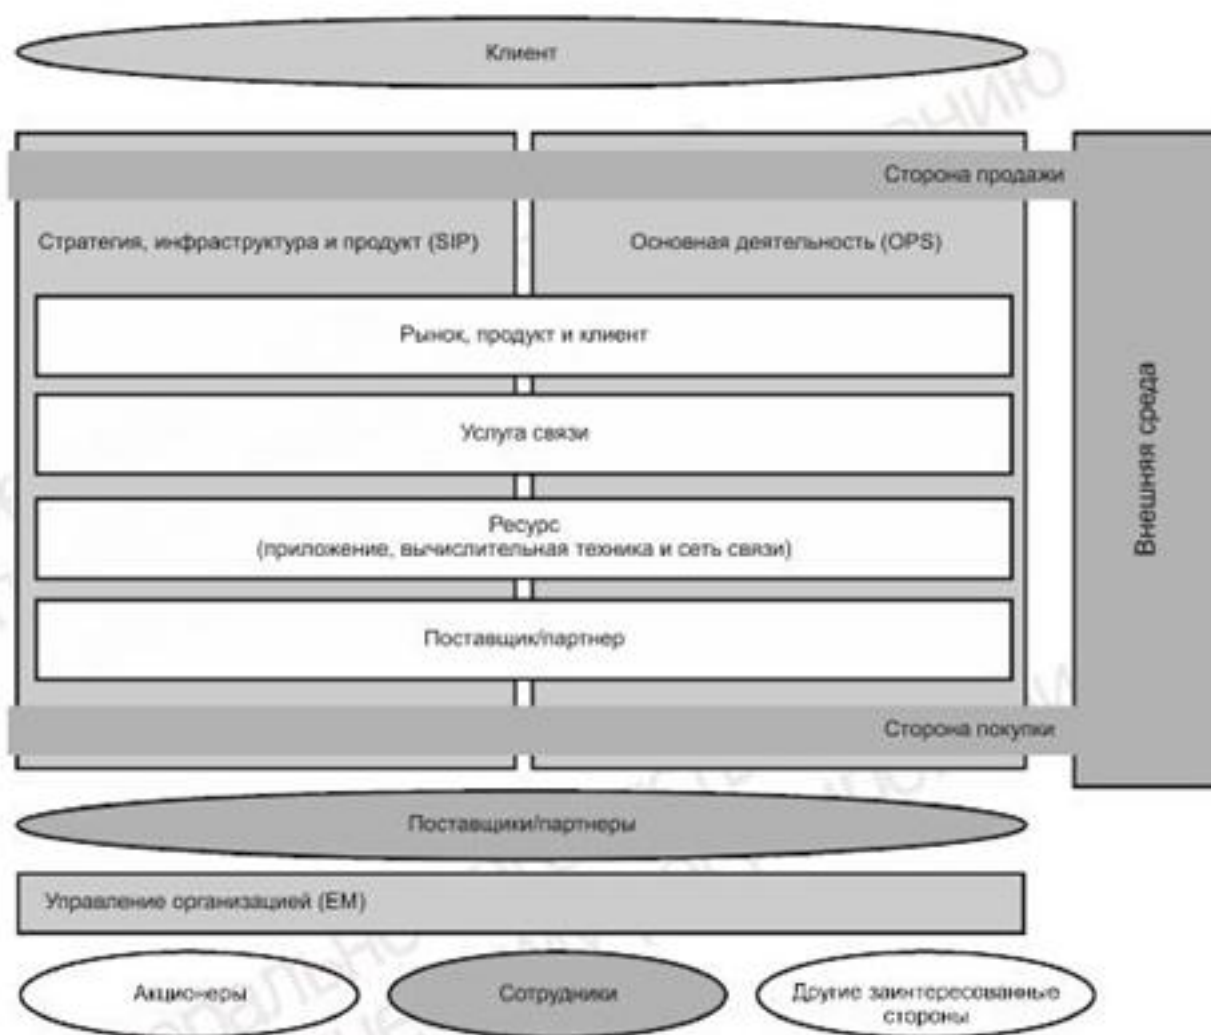 Клиент
Сторона продажи
Стратегия, инфраструктура и продукт (SIP)
Основная деятельность (OPS)
Рынок, продукт и клиент
Услуга связи
Ресурс
(приложение, вычислительная техника и сеть связи)
Поставщик/партнер
Внешняя среда
Сторона покупки
Поставщики/партнеры
Управление организацией (EM)
Акционеры
Сотрудники
Другие заинтересованные
стороны